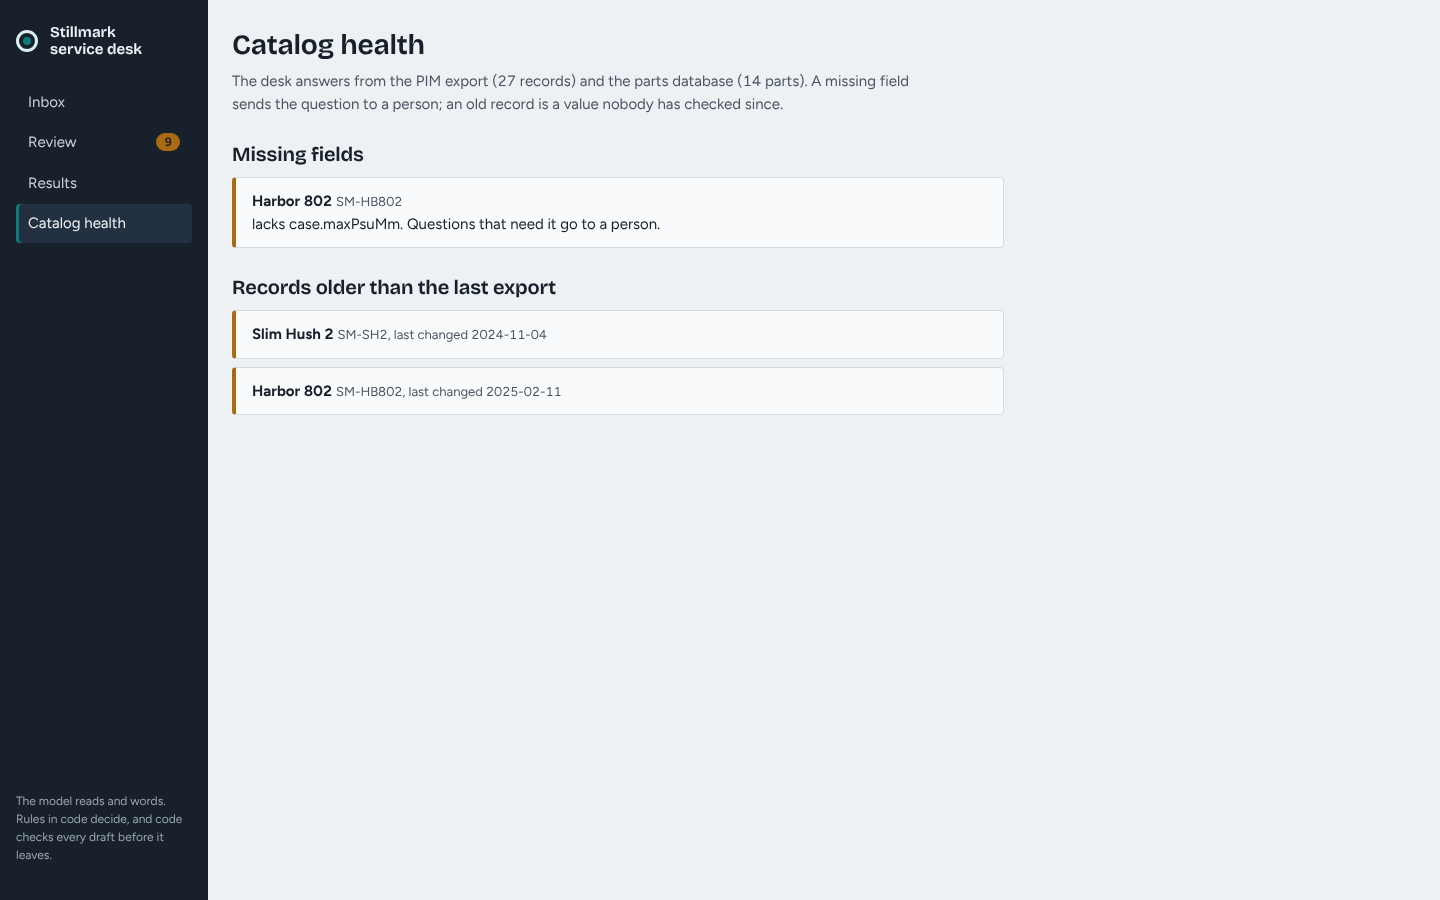 Stillmark
service desk
Inbox
Review
9
Results
Catalog health
The model reads and words.
Rules in code decide, and code
checks every draft before it
leaves.
Catalog health
The desk answers from the PIM export (27 records) and the parts database (14 parts). A missing field
sends the question to a person; an old record is a value nobody has checked since.
Missing fields
Harbor 802 SM-HB802
lacks case.maxPsuMm. Questions that need it go to a person.
Records older than the last export
Slim Hush 2 SM-SH2, last changed 2024-11-04
Harbor 802 SM-HB802, last changed 2025-02-11